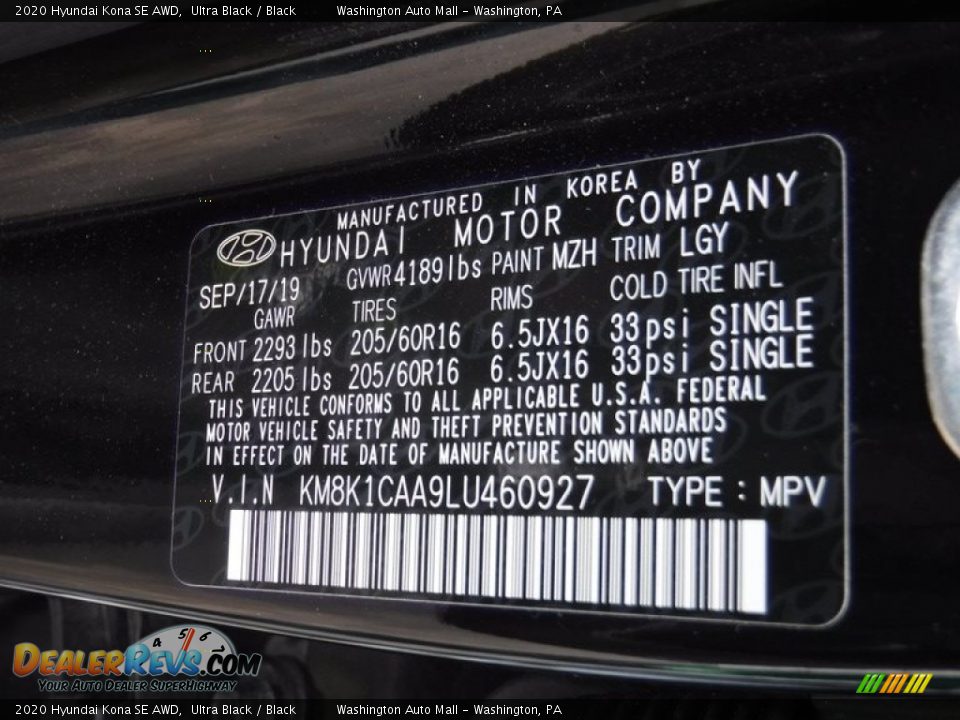 2020 Hyundai Kona SE AWD, Ultra Black / Black Washington Auto Mall - Washington, PA
MANUFACTURED IN KOREA BY
HYUNDAI MOTOR COMPANY
SEP/17/19 GVWR 4189 lbs PAINT MZH TRIM LGY
GAWR TIRES RIMS COLD TIRE INFL
FRONT 2293 lbs 205/60R16 6.5JX16 33psi SINGLE
REAR 2205 lbs 205/60R16 6.5JX16 33psi SINGLE
THIS VEHICLE CONFORMS TO ALL APPLICABLE U.S.A. FEDERAL
MOTOR VEHICLE SAFETY AND THEFT PREVENTION STANDARDS
IN EFFECT ON THE DATE OF MANUFACTURE SHOWN ABOVE
V.I.N KM8K1CAA9LU460927 TYPE : MPV
4 5 6
DEALERREVS.COM
YOUR AUTO DEALER SUPERHIGHWAY
2020 Hyundai Kona SE AWD, Ultra Black / Black Washington Auto Mall - Washington, PA